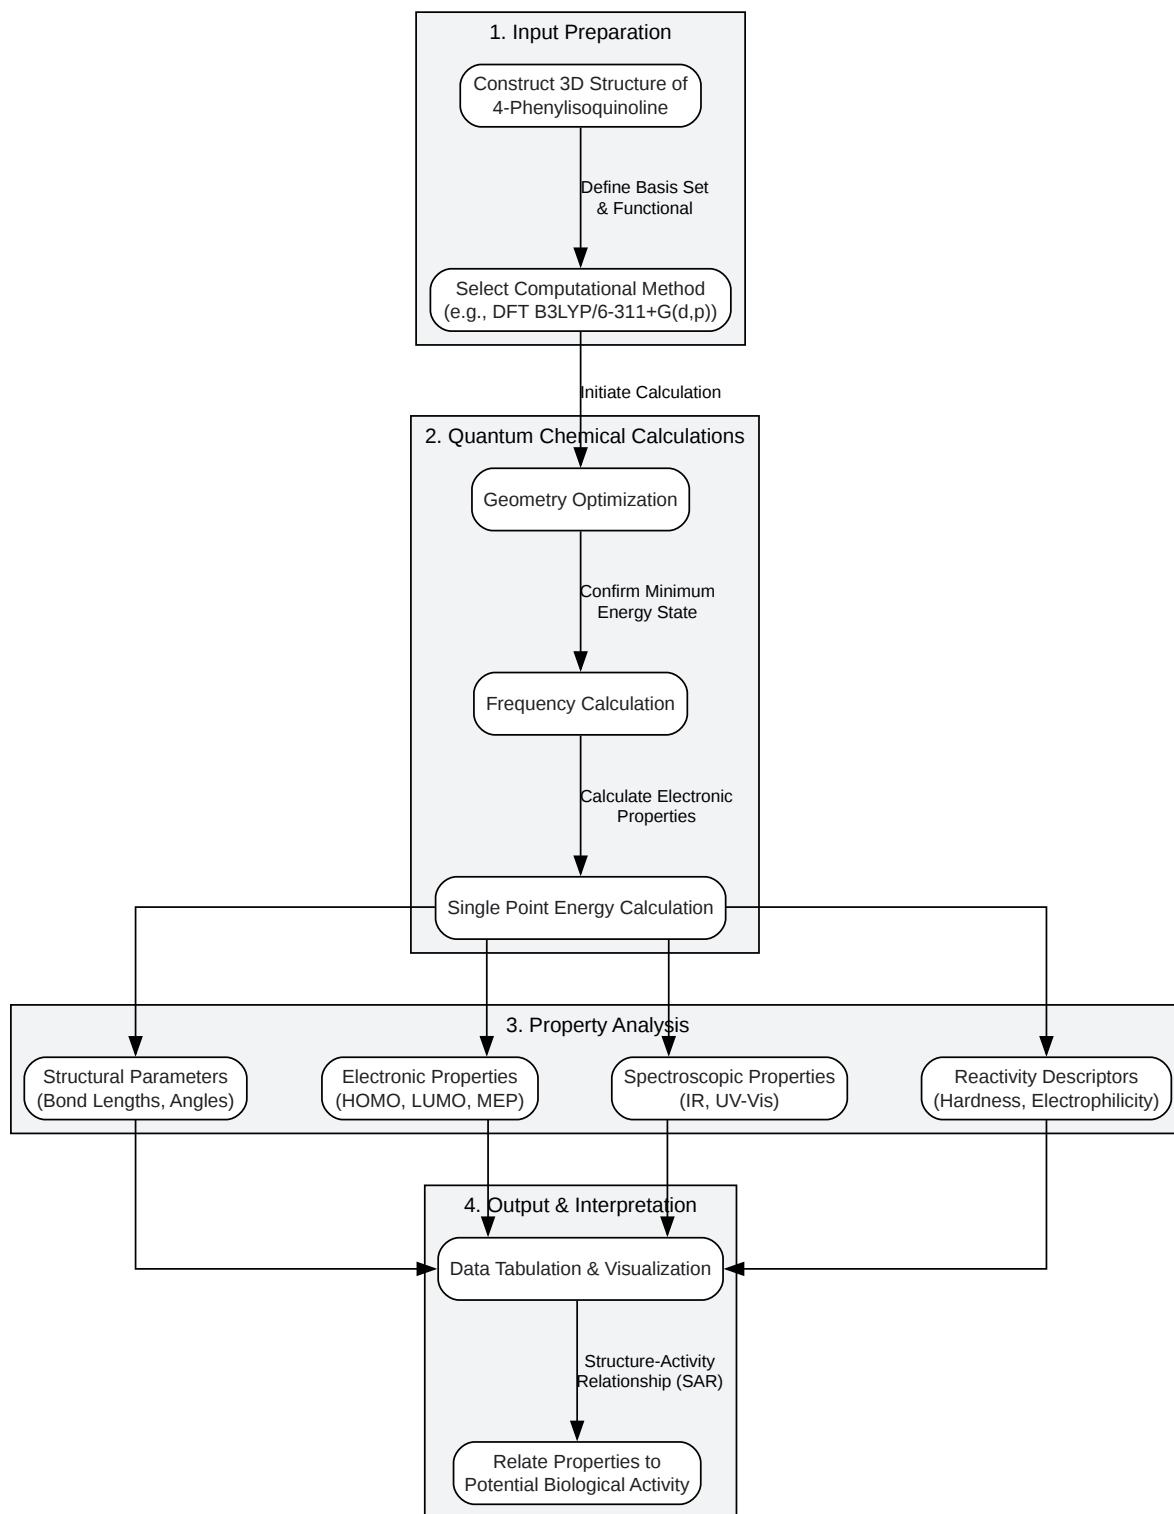 1. Input Preparation
Construct 3D Structure of
4-Phenylisoquinoline
Define Basis Set
& Functional
Select Computational Method
(e.g., DFT B3LYP/6-311+G(d,p))
Initiate Calculation
2. Quantum Chemical Calculations
Geometry Optimization
Confirm Minimum
Energy State
Frequency Calculation
Calculate Electronic
Properties
Single Point Energy Calculation
3. Property Analysis
Structural Parameters
(Bond Lengths, Angles)
Electronic Properties
(HOMO, LUMO, MEP)
Spectroscopic Properties
(IR, UV-Vis)
Reactivity Descriptors
(Hardness, Electrophilicity)
4. Output & Interpretation
Data Tabulation & Visualization
Structure-Activity
Relationship (SAR)
Relate Properties to
Potential Biological Activity